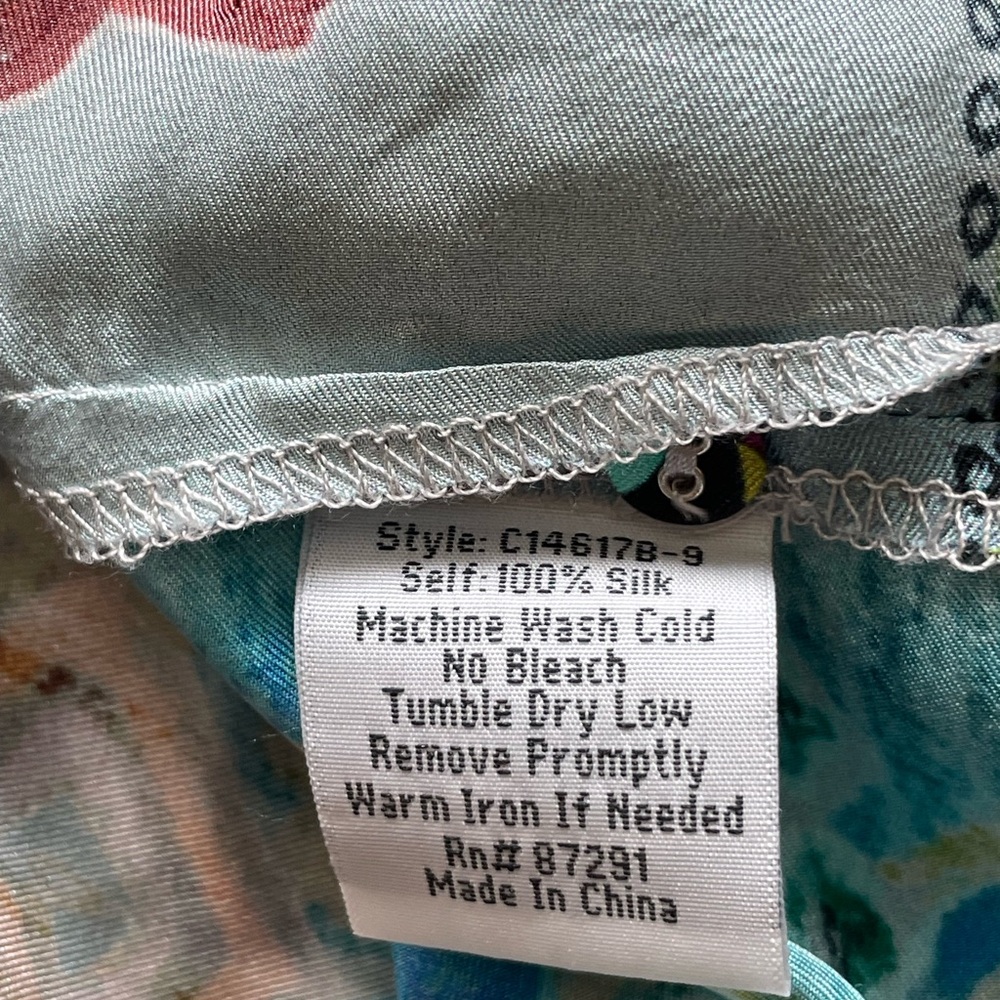 Style: C14617B-9
Self: 100% Silk
Machine Wash Cold
No Bleach
Tumble Dry Low
Remove Promptly
Warm Iron If Needed
Rn# 87291
Made In China